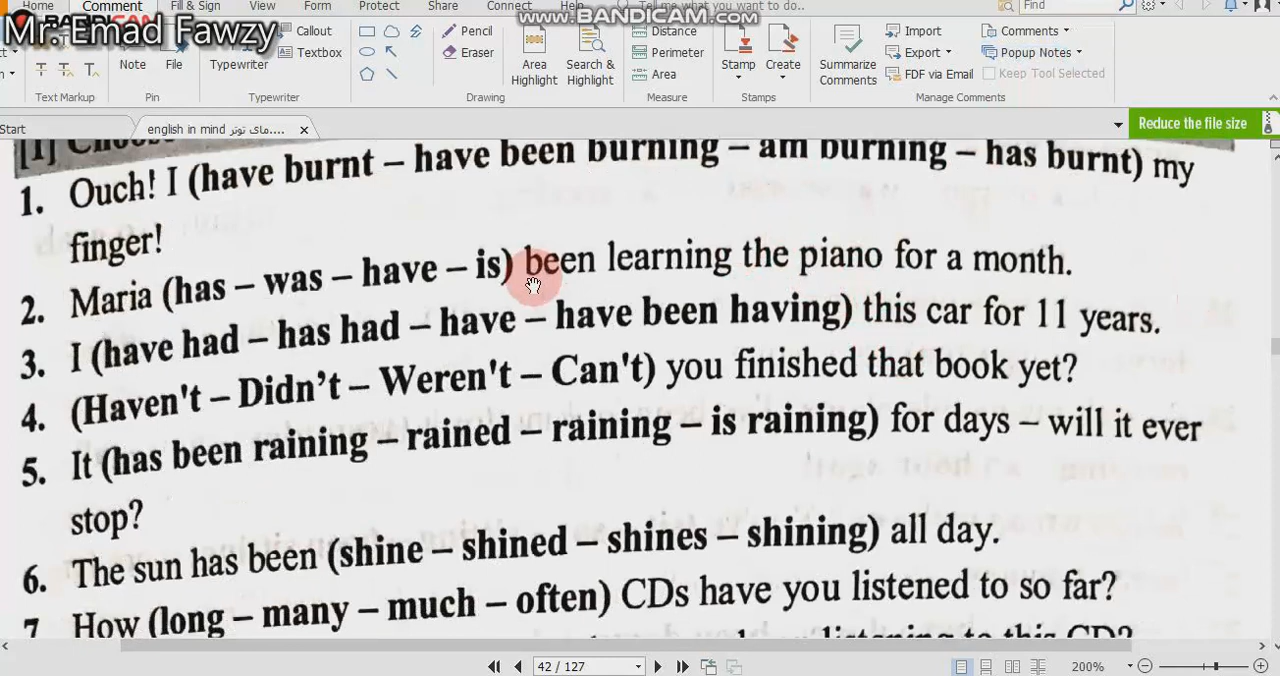 Home Comment Fill & Sign View Form Protect Share Connect Help Tell me what you want to do.. Find
www.BANDICAM.com
Mr: Emad Fawzy
Note File Typewriter Callout Textbox Pencil Eraser Area Highlight Search & Highlight Distance Perimeter Area Stamp Create Summarize Comments Import Export FDF via Email Comments Popup Notes Keep Tool Selected
Text Markup Pin Typewriter Drawing Measure Stamps Manage Comments
Start english in mind ماى نوتر.... Reduce the file size
[I]
1. Ouch! I (have burnt – have been burning – am burning – has burnt) my
finger!
2. Maria (has – was – have – is) been learning the piano for a month.
3. I (have had – has had – have – have been having) this car for 11 years.
4. (Haven't – Didn't – Weren't – Can't) you finished that book yet?
5. It (has been raining – rained – raining – is raining) for days – will it ever
stop?
6. The sun has been (shine – shined – shines – shining) all day.
7 How (long – many – much – often) CDs have you listened to so far?
listening to this CD?
42 / 127 200%